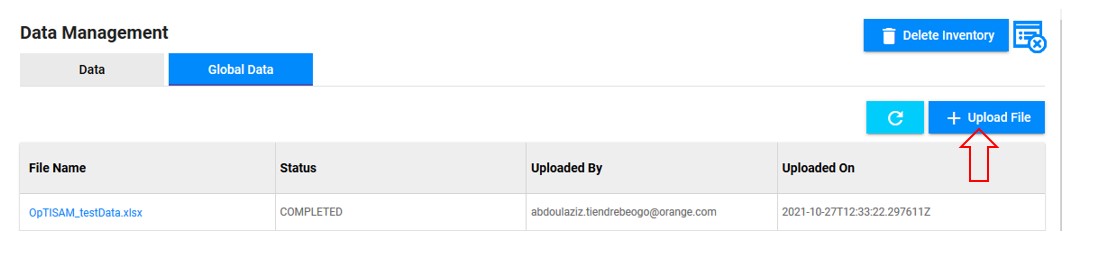 Data Management
Delete Inventory
Data
Global Data
+ Upload File
File Name Status Uploaded By Uploaded On
OpTISAM_testData.xlsx COMPLETED abdoulaziz.tiendrebeogo@orange.com 2021-10-27T12:33:22.297611Z